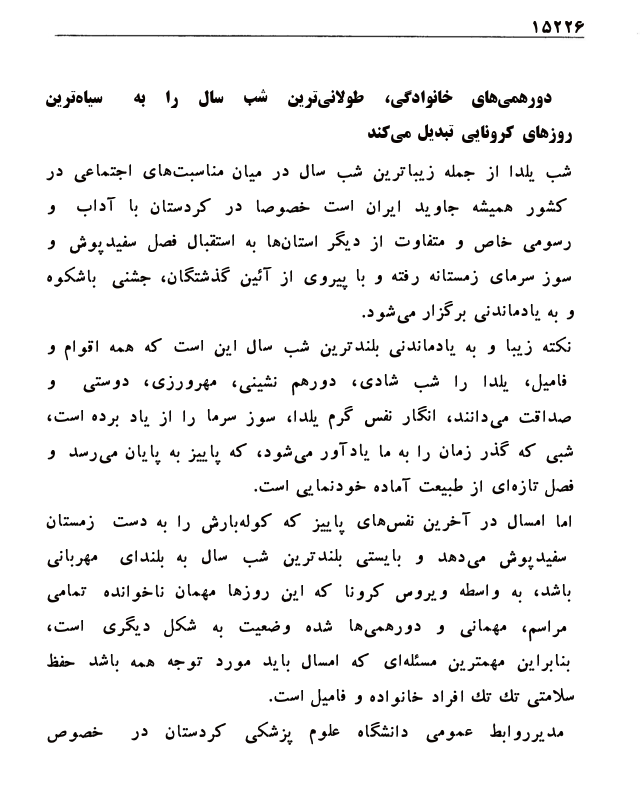 ۱۵۲۲۶
دورهمی‌های خانوادگی، طولانی‌ترین شب سال را به سیاه‌ترین
روزهای کرونایی تبدیل می‌کند
شب یلدا از جمله زیباترین شب سال در میان مناسبت‌های اجتماعی در
کشور همیشه جاوید ایران است خصوصا در کردستان با آداب و
رسومی خاص و متفاوت از دیگر استان‌ها به استقبال فصل سفیدپوش و
سوز سرمای زمستانه رفته و با پیروی از آئین گذشتگان، جشنی باشکوه
و به یادماندنی برگزار می‌شود.
نکته زیبا و به یادماندنی بلندترین شب سال این است که همه اقوام و
فامیل، یلدا را شب شادی، دورهم نشینی، مهرورزی، دوستی و
صداقت می‌دانند، انگار نفس گرم یلدا، سوز سرما را از یاد برده است،
شبی که گذر زمان را به ما یادآور می‌شود، که پاییز به پایان می‌رسد و
فصل تازه‌ای از طبیعت آماده خودنمایی است.
اما امسال در آخرین نفس‌های پاییز که کوله‌بارش را به دست زمستان
سفیدپوش می‌دهد و بایستی بلندترین شب سال به بلندای مهربانی
باشد، به واسطه ویروس کرونا که این روزها مهمان ناخوانده تمامی
مراسم، مهمانی و دورهمی‌ها شده وضعیت به شکل دیگری است،
بنابراین مهمترین مسئله‌ای که امسال باید مورد توجه همه باشد حفظ
سلامتی تك تك افراد خانواده و فامیل است.
مدیرروابط عمومی دانشگاه علوم پزشکی کردستان در خصوص